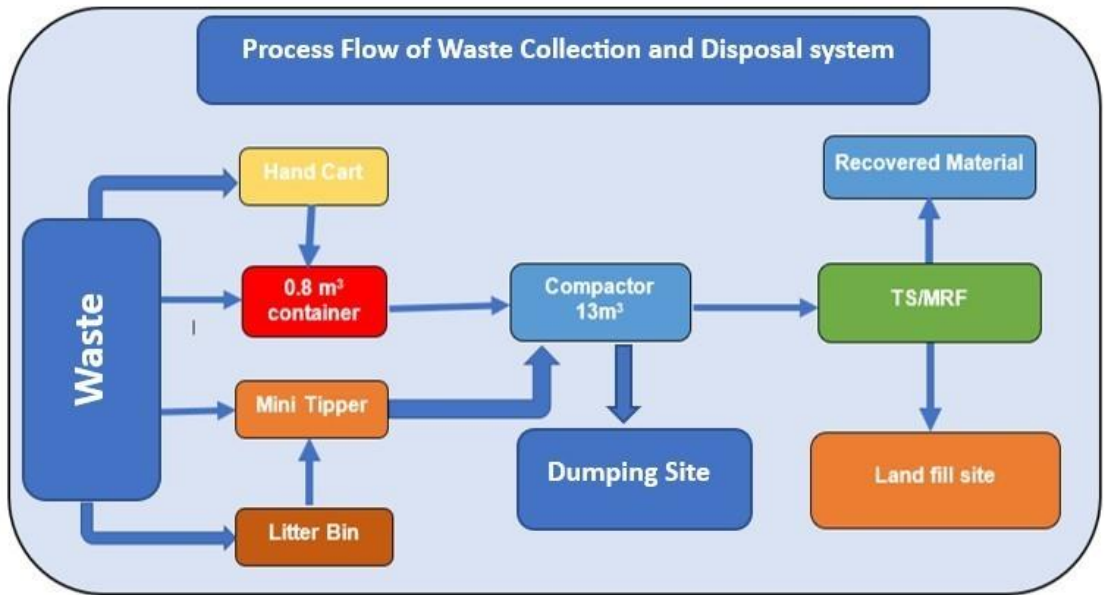 Process Flow of Waste Collection and Disposal system
Hand Cart
Recovered Material
Waste
0.8 m³
container
Compactor
13m³
TS/MRF
Mini Tipper
Dumping Site
Land fill site
Litter Bin